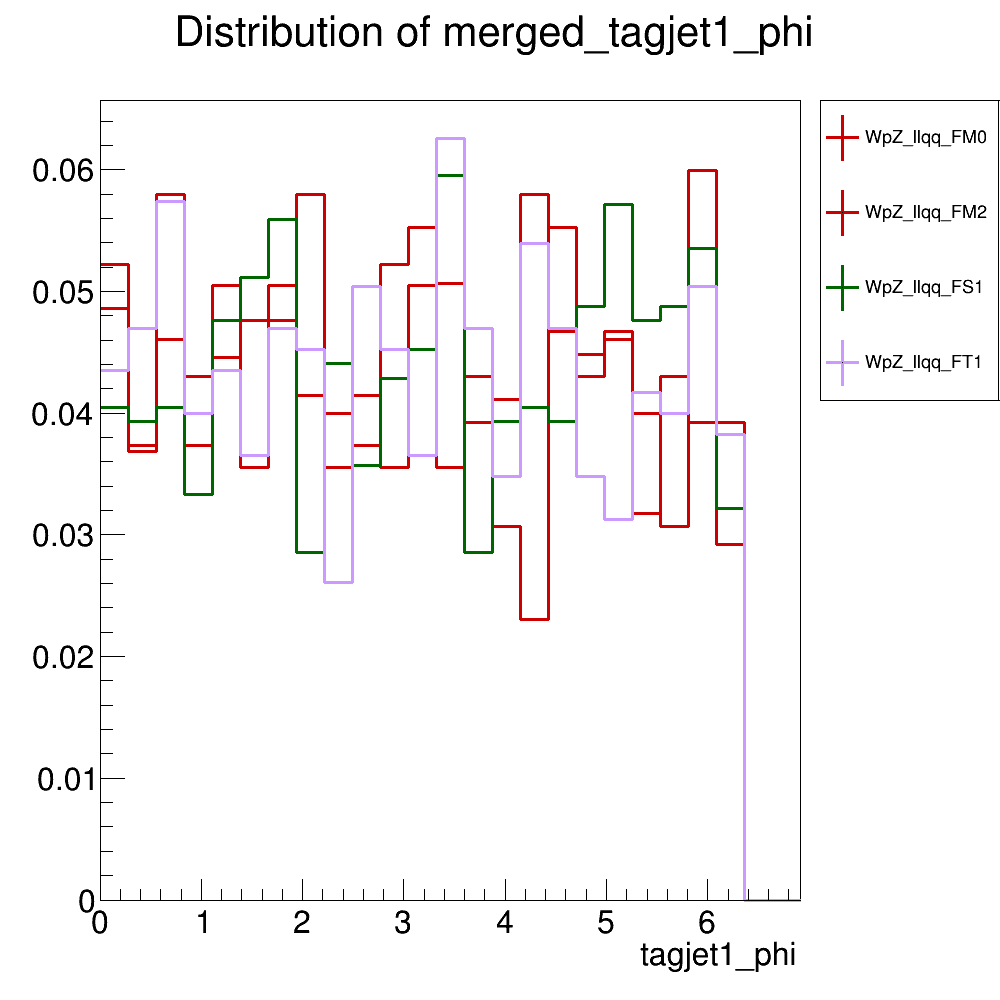 Distribution of merged_tagjet1_phi
WpZ_llqq_FM0
WpZ_llqq_FM2
WpZ_llqq_FS1
WpZ_llqq_FT1
0.06
0.05
0.04
0.03
0.02
0.01
0
0 1 2 3 4 5 6
tagjet1_phi